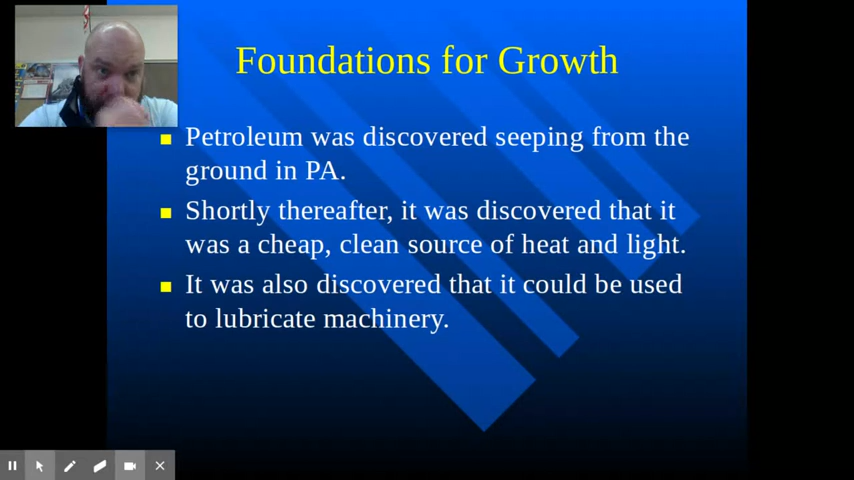 Foundations for Growth
Petroleum was discovered seeping from the
ground in PA.
Shortly thereafter, it was discovered that it
was a cheap, clean source of heat and light.
It was also discovered that it could be used
to lubricate machinery.